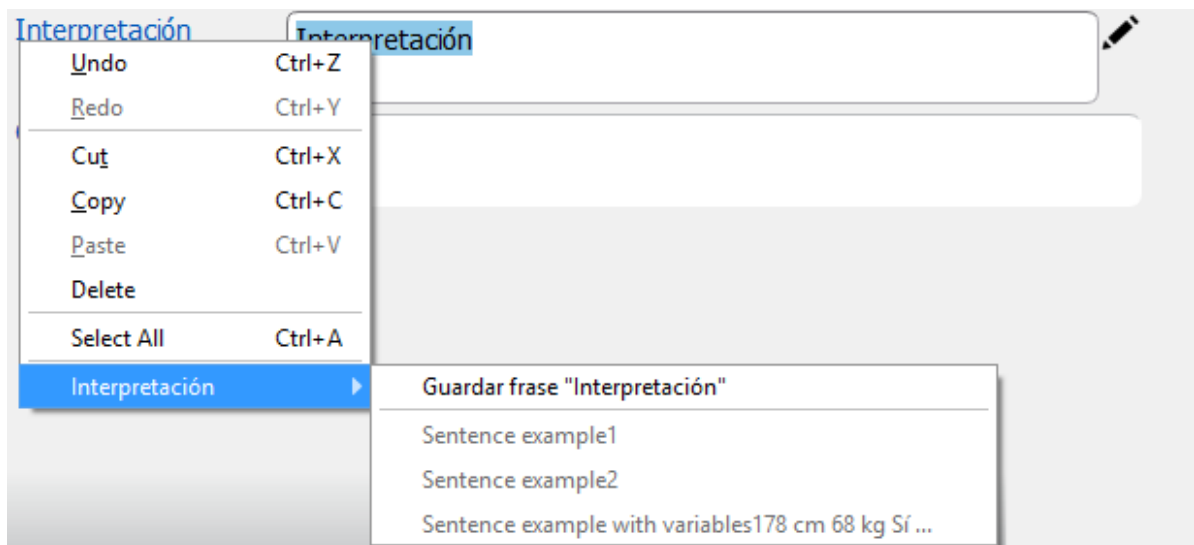 Interpretación Interpretación
Undo Ctrl+Z
Redo Ctrl+Y
Cut Ctrl+X
Copy Ctrl+C
Paste Ctrl+V
Delete
Select All Ctrl+A
Interpretación Guardar frase "Interpretación"
Sentence example1
Sentence example2
Sentence example with variables178 cm 68 kg Sí ...